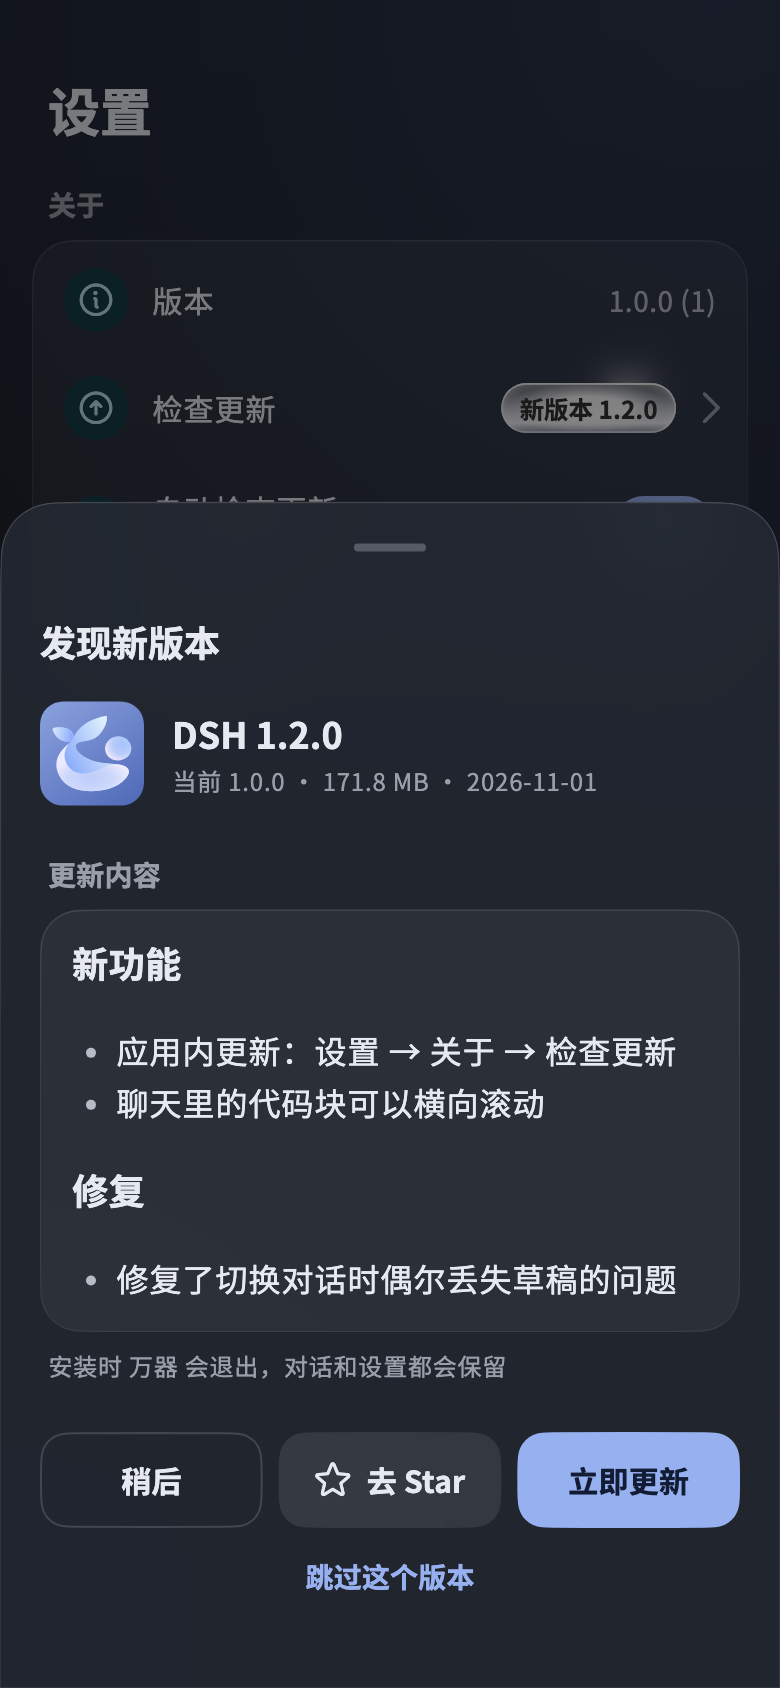 设置
关于
版本 1.0.0 (1)
检查更新 新版本 1.2.0
自动检查更新
发现新版本
DSH 1.2.0
当前 1.0.0 • 171.8 MB • 2026-11-01
更新内容
新功能
• 应用内更新：设置 → 关于 → 检查更新
• 聊天里的代码块可以横向滚动
修复
• 修复了切换对话时偶尔丢失草稿的问题
安装时 万器 会退出，对话和设置都会保留
稍后 去 Star 立即更新
跳过这个版本